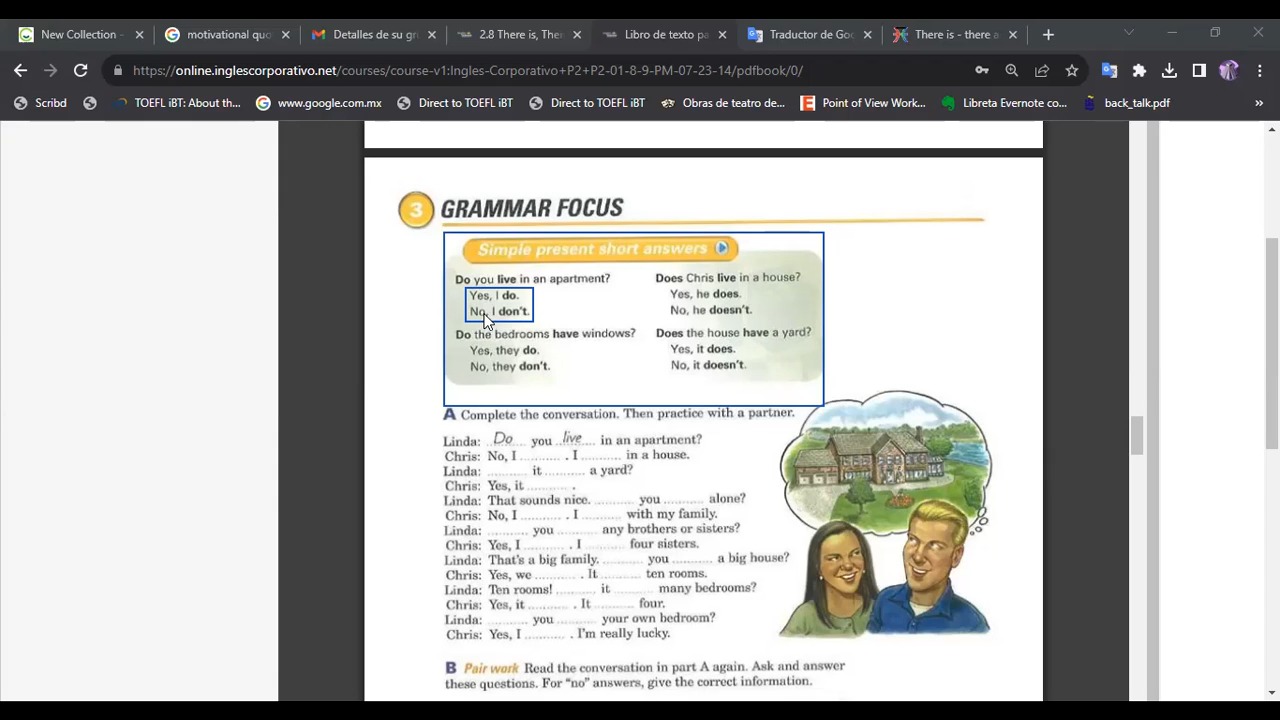 New Collection -
motivational quo
Detalles de su gr
2.8 There is, Ther
Libro de texto pa
Traductor de Goo
There is - there a
https://online.inglescorporativo.net/courses/course-v1:Ingles-Corporativo+P2+P2-01-8-9-PM-07-23-14/pdfbook/0/
Scribd
TOEFL iBT: About th...
www.google.com.mx
Direct to TOEFL iBT
Direct to TOEFL iBT
Obras de teatro de...
Point of View Work...
Libreta Evernote co...
back_talk.pdf
»
3 GRAMMAR FOCUS
Simple present short answers
Do you live in an apartment?
Yes, I do.
No, I don't.
Do the bedrooms have windows?
Yes, they do.
No, they don't.
Does Chris live in a house?
Yes, he does.
No, he doesn't.
Does the house have a yard?
Yes, it does.
No, it doesn't.
A Complete the conversation. Then practice with a partner.
Linda: Do you live in an apartment?
Chris: No, I .......... . I .......... in a house.
Linda: .......... it .......... a yard?
Chris: Yes, it .......... .
Linda: That sounds nice. .......... you .......... alone?
Chris: No, I .......... . I .......... with my family.
Linda: .......... you .......... any brothers or sisters?
Chris: Yes, I .......... . I .......... four sisters.
Linda: That's a big family. .......... you .......... a big house?
Chris: Yes, we .......... . It .......... ten rooms.
Linda: Ten rooms! .......... it .......... many bedrooms?
Chris: Yes, it .......... . It .......... four.
Linda: .......... you .......... your own bedroom?
Chris: Yes, I .......... . I'm really lucky.
B Pair work Read the conversation in part A again. Ask and answer
these questions. For "no" answers, give the correct information.